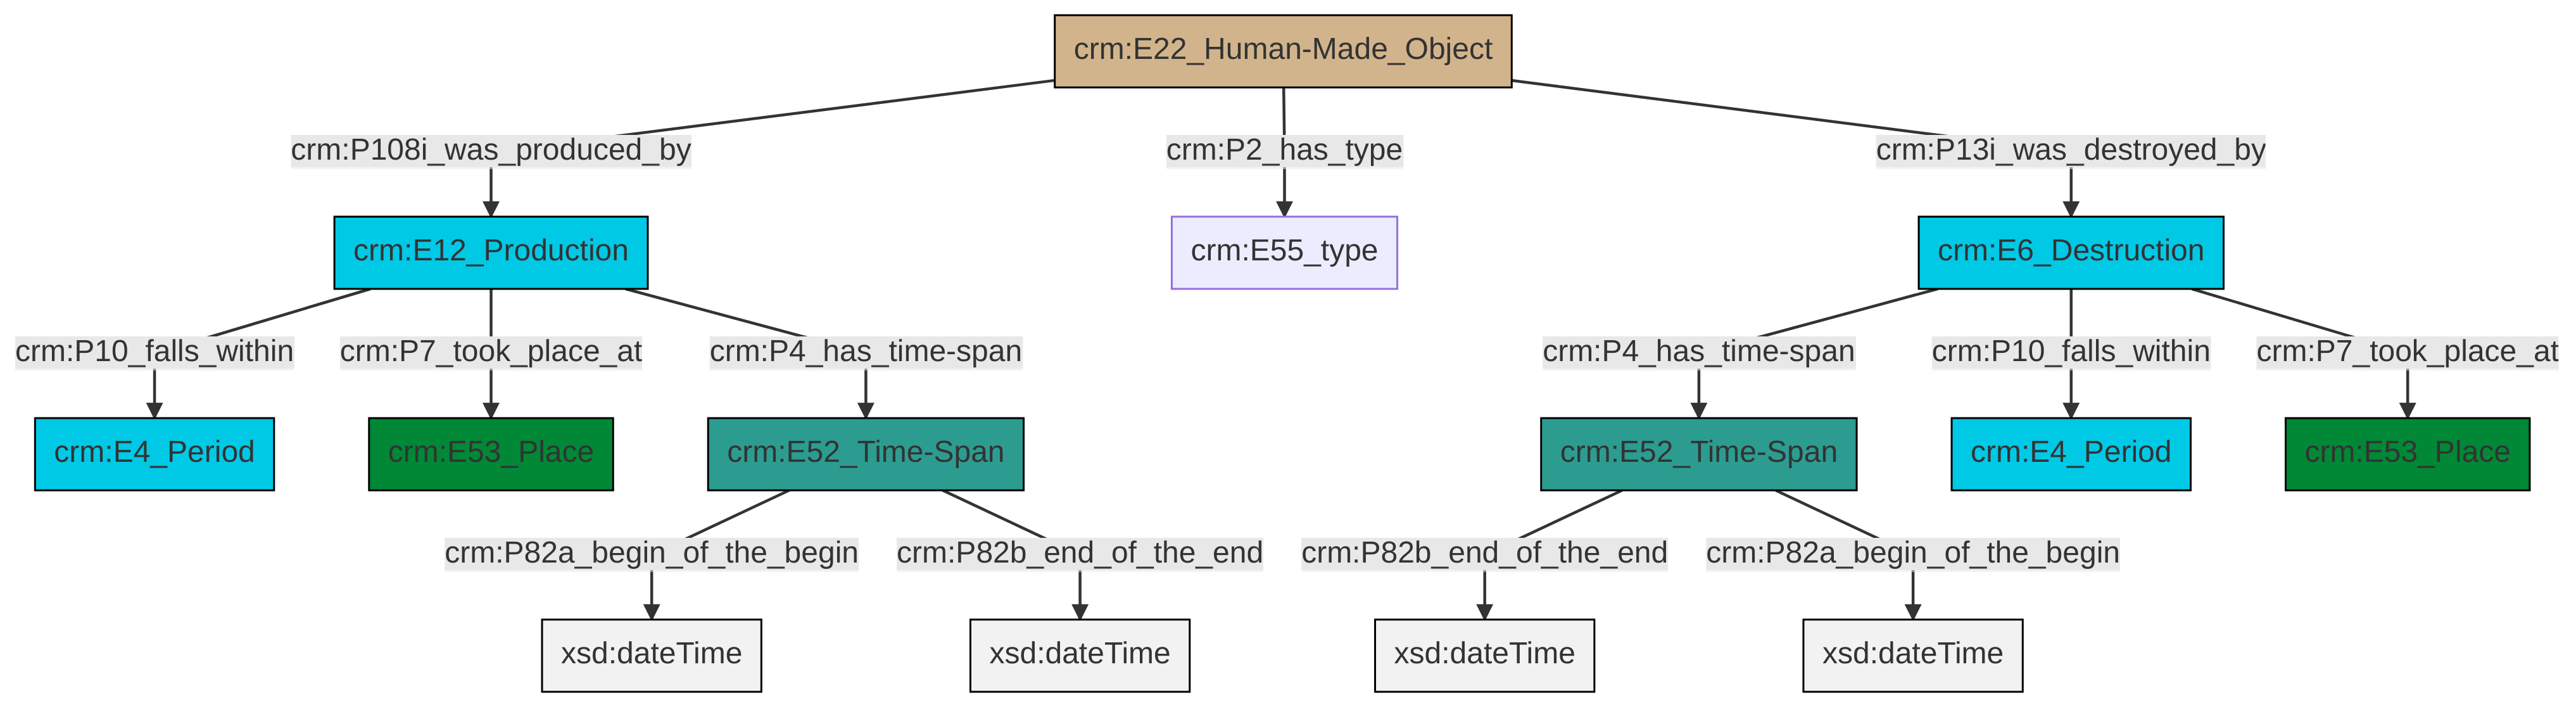 crm:E22_Human-Made_Object
crm:P108i_was_produced_by
crm:P2_has_type
crm:P13i_was_destroyed_by
crm:E12_Production
crm:E55_type
crm:E6_Destruction
crm:P10_falls_within
crm:P7_took_place_at
crm:P4_has_time-span
crm:P4_has_time-span
crm:P10_falls_within
crm:P7_took_place_at
crm:E4_Period
crm:E53_Place
crm:E52_Time-Span
crm:E52_Time-Span
crm:E4_Period
crm:E53_Place
crm:P82a_begin_of_the_begin
crm:P82b_end_of_the_end
crm:P82b_end_of_the_end
crm:P82a_begin_of_the_begin
xsd:dateTime
xsd:dateTime
xsd:dateTime
xsd:dateTime